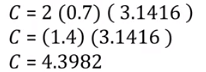 C = 2 (0.7) ( 3.1416 )
C = (1.4) (3.1416 )
C = 4.3982